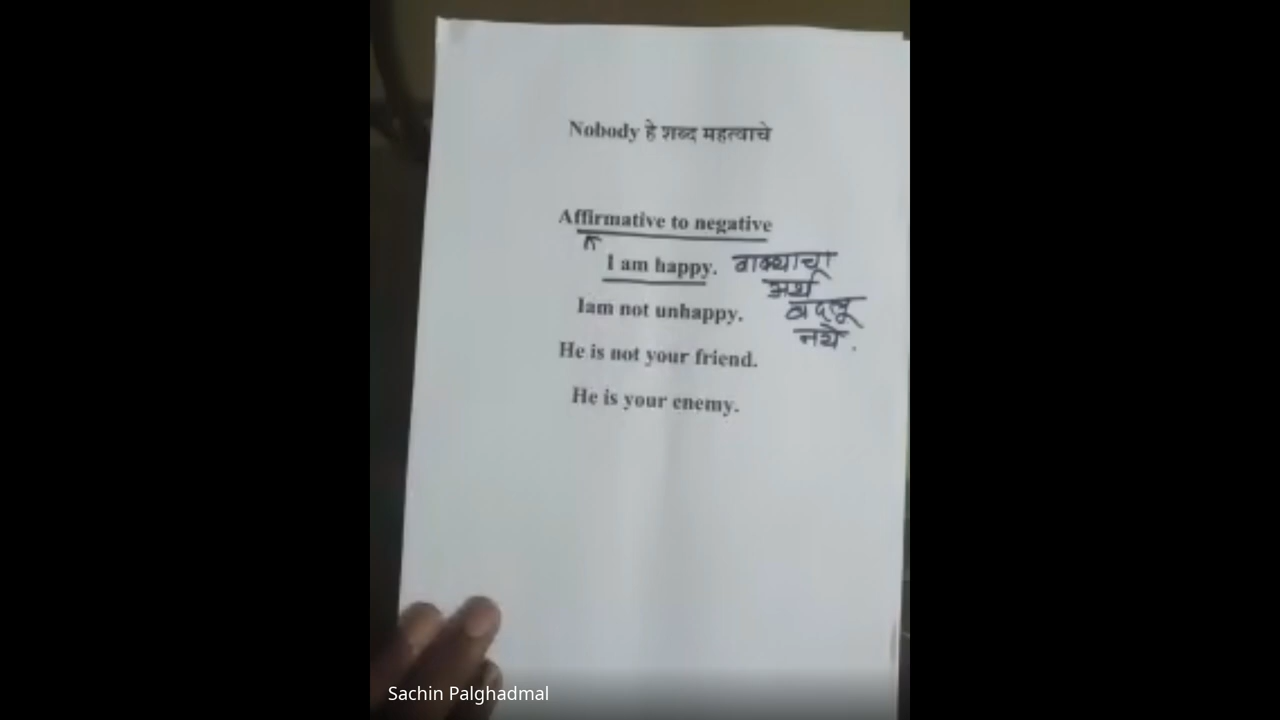 Nobody हे शब्द महत्वाचे
Affirmative to negative
I am happy. वाक्याचा
अर्थ
बदलू
नये.
Iam not unhappy.
He is not your friend.
He is your enemy.
Sachin Palghadmal